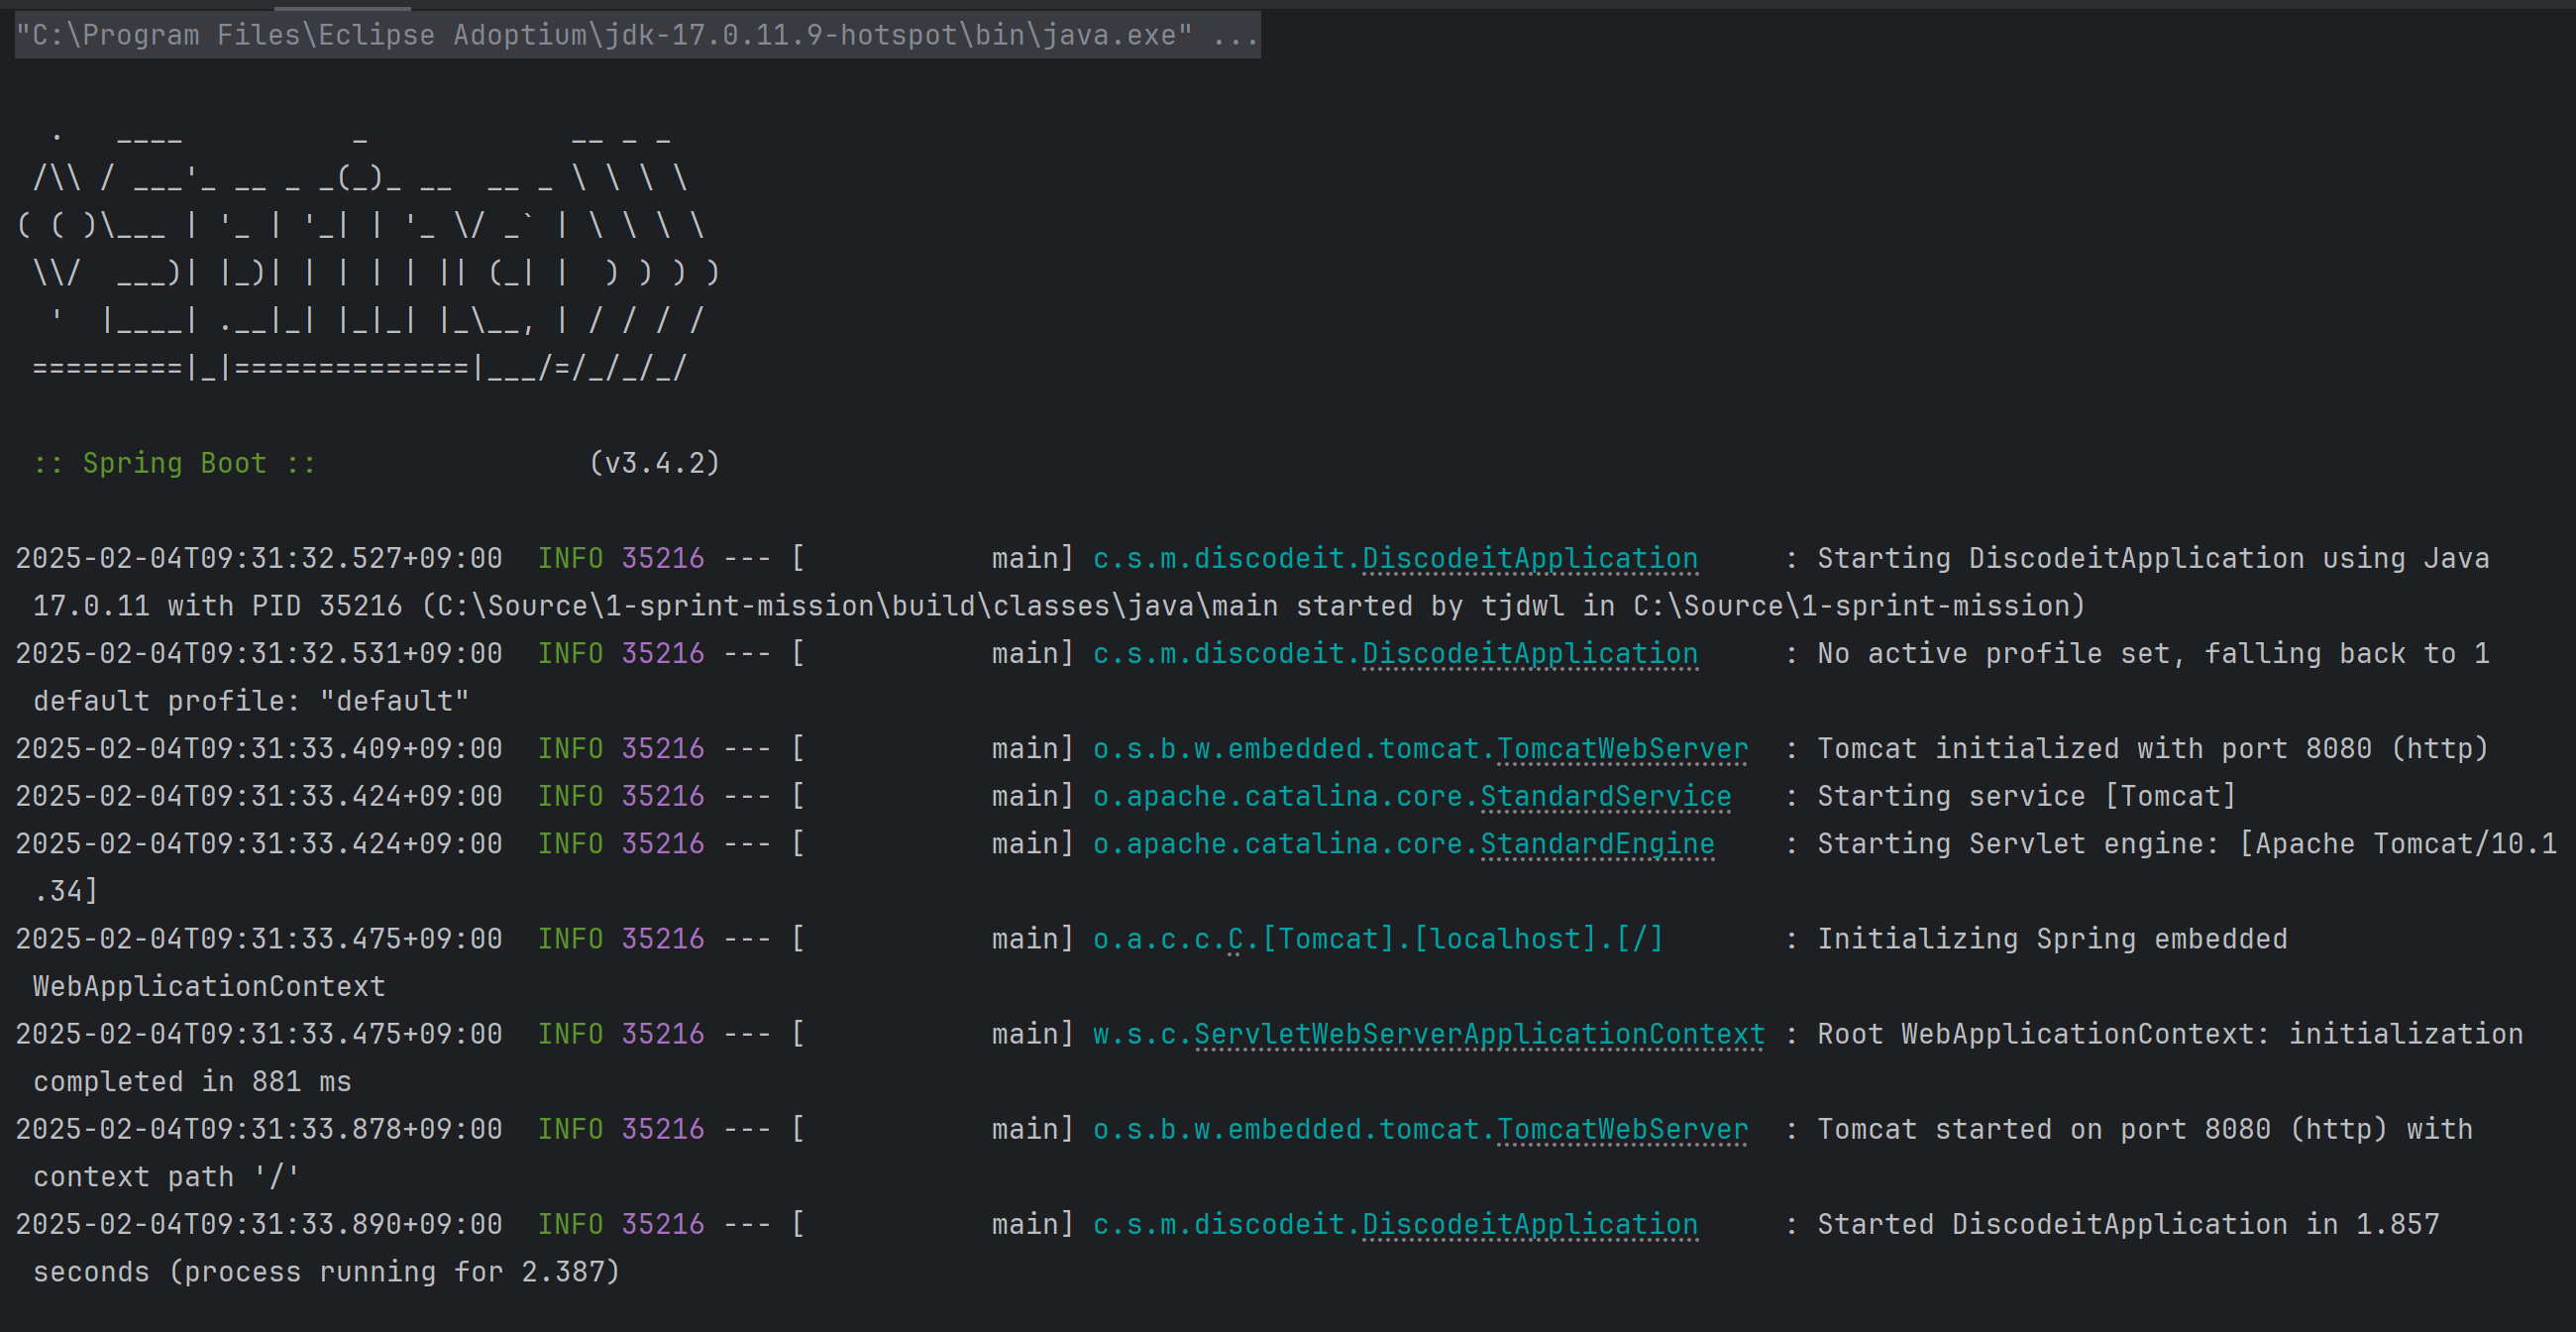 "C:\Program Files\Eclipse Adoptium\jdk-17.0.11.9-hotspot\bin\java.exe" ...

  .   ____          _            __ _ _
 /\\ / ___'_ __ _ _(_)_ __  __ _ \ \ \ \
( ( )\___ | '_ | '_| | '_ \/ _` | \ \ \ \
 \\/  ___)| |_)| | | | | || (_| |  ) ) ) )
  '  |____| .__|_| |_|_| |_\__, | / / / /
 =========|_|==============|___/=/_/_/_/

 :: Spring Boot ::                (v3.4.2)

2025-02-04T09:31:32.527+09:00  INFO 35216 --- [           main] c.s.m.discodeit.DiscodeitApplication     : Starting DiscodeitApplication using Java
 17.0.11 with PID 35216 (C:\Source\1-sprint-mission\build\classes\java\main started by tjdwl in C:\Source\1-sprint-mission)
2025-02-04T09:31:32.531+09:00  INFO 35216 --- [           main] c.s.m.discodeit.DiscodeitApplication     : No active profile set, falling back to 1
 default profile: "default"
2025-02-04T09:31:33.409+09:00  INFO 35216 --- [           main] o.s.b.w.embedded.tomcat.TomcatWebServer  : Tomcat initialized with port 8080 (http)
2025-02-04T09:31:33.424+09:00  INFO 35216 --- [           main] o.apache.catalina.core.StandardService   : Starting service [Tomcat]
2025-02-04T09:31:33.424+09:00  INFO 35216 --- [           main] o.apache.catalina.core.StandardEngine    : Starting Servlet engine: [Apache Tomcat/10.1
 .34]
2025-02-04T09:31:33.475+09:00  INFO 35216 --- [           main] o.a.c.c.C.[Tomcat].[localhost].[/]       : Initializing Spring embedded
 WebApplicationContext
2025-02-04T09:31:33.475+09:00  INFO 35216 --- [           main] w.s.c.ServletWebServerApplicationContext : Root WebApplicationContext: initialization
 completed in 881 ms
2025-02-04T09:31:33.878+09:00  INFO 35216 --- [           main] o.s.b.w.embedded.tomcat.TomcatWebServer  : Tomcat started on port 8080 (http) with
 context path '/'
2025-02-04T09:31:33.890+09:00  INFO 35216 --- [           main] c.s.m.discodeit.DiscodeitApplication     : Started DiscodeitApplication in 1.857
 seconds (process running for 2.387)